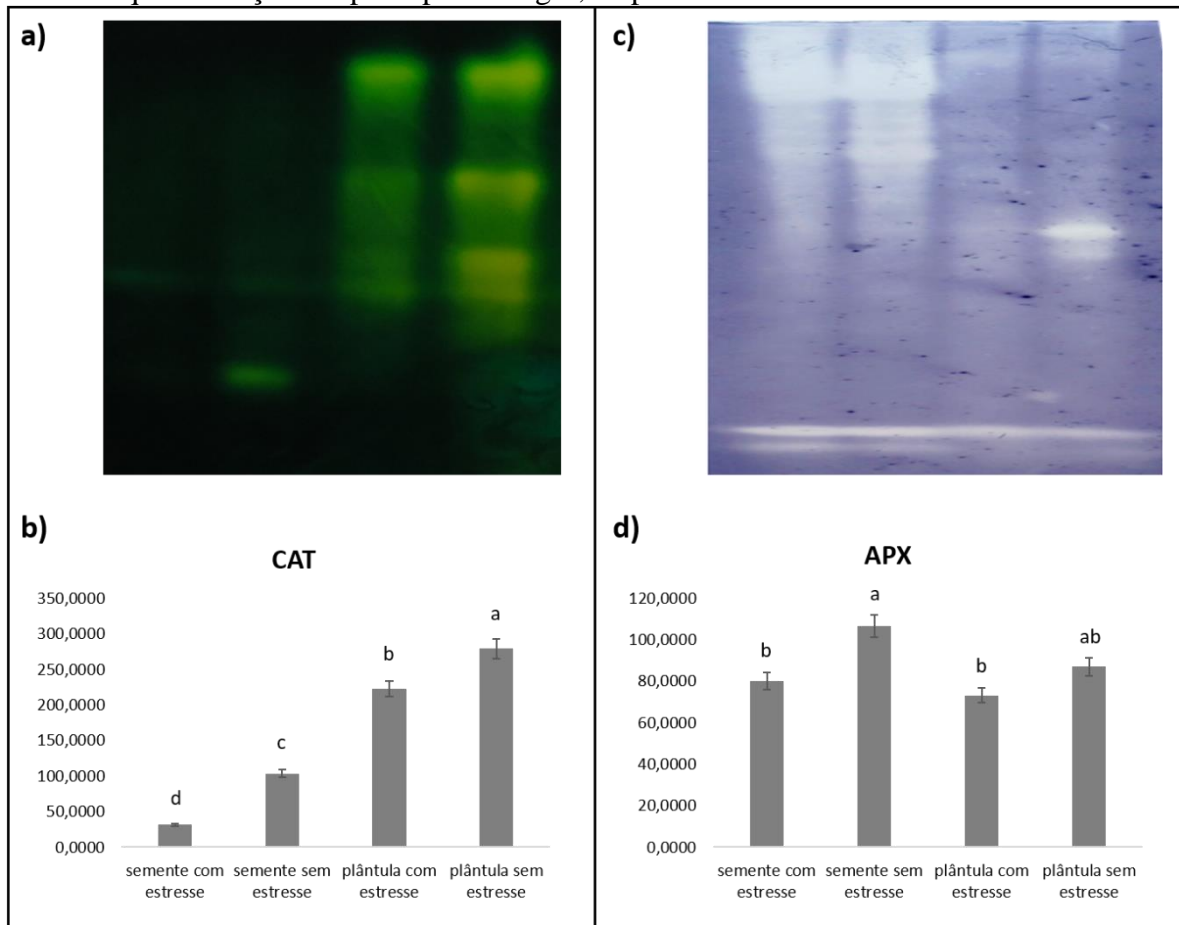 a)
c)
b)
CAT
350,0000
300,0000
250,0000
200,0000
150,0000
100,0000
50,0000
0,0000
d
c
b
a
semente com estresse
semente sem estresse
plântula com estresse
plântula sem estresse
d)
APX
120,0000
100,0000
80,0000
60,0000
40,0000
20,0000
0,0000
b
a
b
ab
semente com estresse
semente sem estresse
plântula com estresse
plântula sem estresse